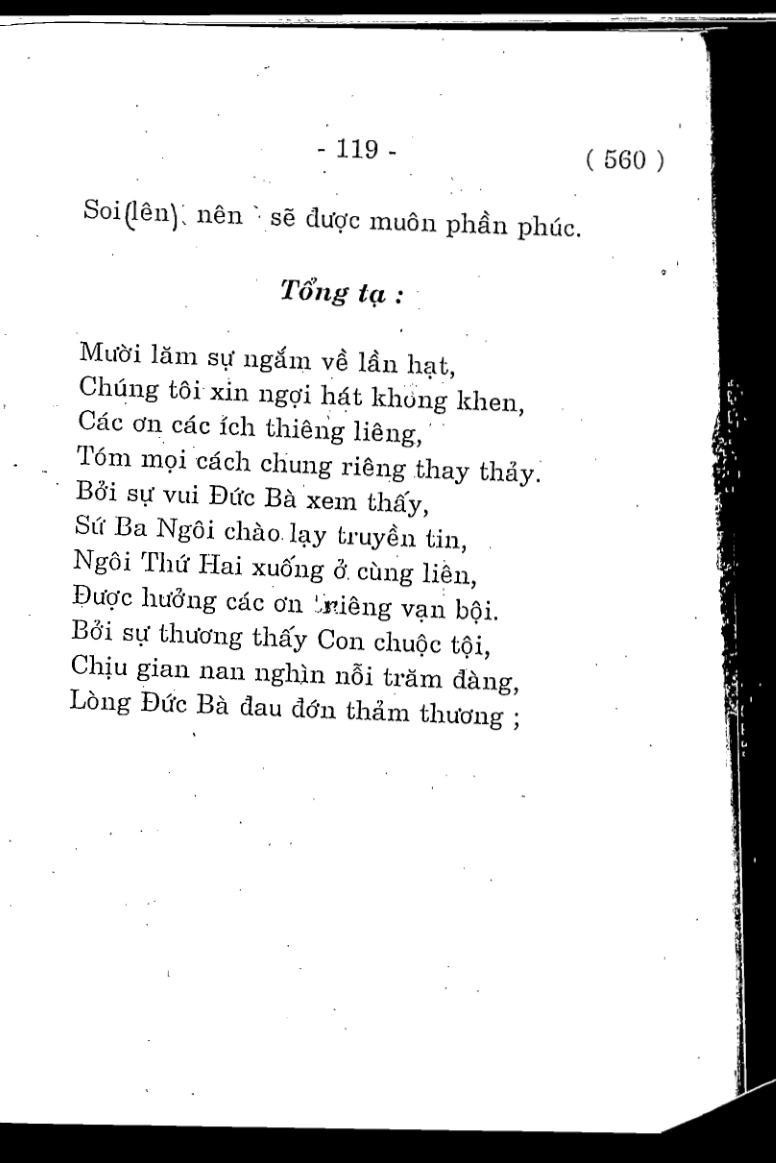 - 119 -
( 560 )
Soi (lên), nên sẽ được muôn phần phúc.
Tổng tạ :
Mười lăm sự ngắm về lần hạt,
Chúng tôi xin ngợi hát khòng khen,
Các ơn các ích thiêng liêng,
Tóm mọi cách chung riêng thay thảy.
Bởi sự vui Đức Bà xem thấy,
Sứ Ba Ngôi chào lạy truyền tin,
Ngôi Thứ Hai xuống ở cùng liên,
Được hưởng các ơn riêng vạn bội.
Bởi sự thương thấy Con chuộc tội,
Chịu gian nan nghìn nỗi trăm đàng,
Lòng Đức Bà đau đớn thảm thương ;